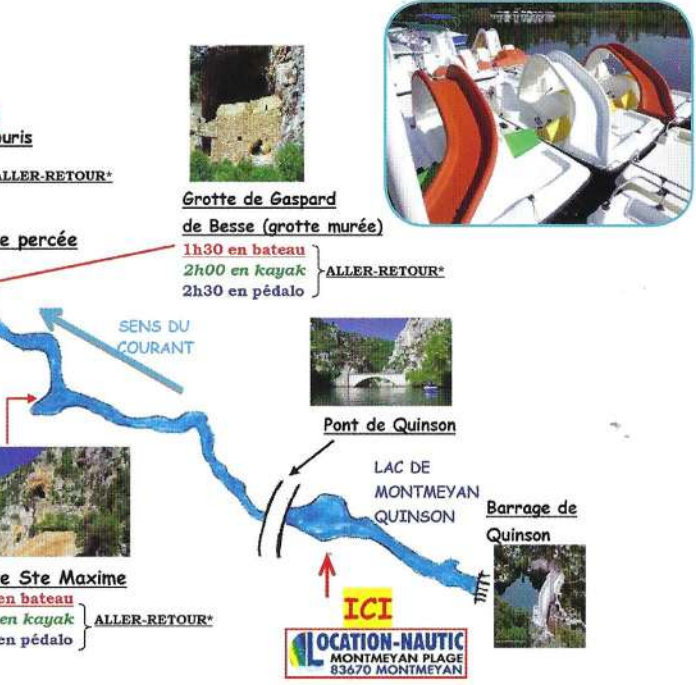 ouris
ALLER-RETOUR*
e percée
Grotte de Gaspard
de Besse (grotte murée)
1h30 en bateau
2h00 en kayak
2h30 en pédalo
ALLER-RETOUR*
SENS DU
COURANT
Pont de Quinson
LAC DE
MONTMEYAN
QUINSON
Barrage de
Quinson
e Ste Maxime
en bateau
en kayak
en pédalo
ALLER-RETOUR*
ICI
LOCATION-NAUTIC
MONTMEYAN PLAGE
83670 MONTMEYAN